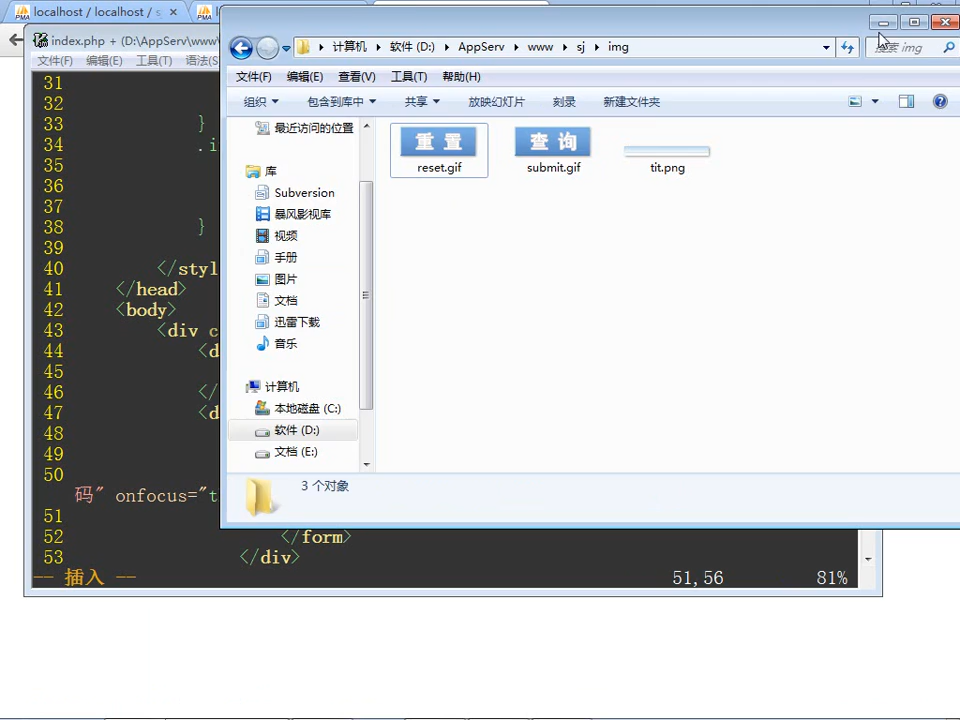 localhost / localhost / s
index.php + (D:\AppServ\www\
文件(F) 编辑(E) 工具(T) 语法(S
31
32
33 }
34 .i
35
36
37
38 }
39
40 </styl
41 </head>
42 <body>
43 <div c
44 <d
45
46 </
47 <d
48
49
50
码" onfocus="t
51
52 </form>
53 </div>
-- 插入 -- 51,56 81%
计算机 软件 (D:) AppServ www sj img
搜索 img
文件(F) 编辑(E) 查看(V) 工具(T) 帮助(H)
组织 包含到库中 共享 放映幻灯片 刻录 新建文件夹
最近访问的位置
库
Subversion
暴风影视库
视频
手册
图片
文档
迅雷下载
音乐
计算机
本地磁盘 (C:)
软件 (D:)
文档 (E:)
重 置
reset.gif
查 询
submit.gif
tit.png
3 个对象